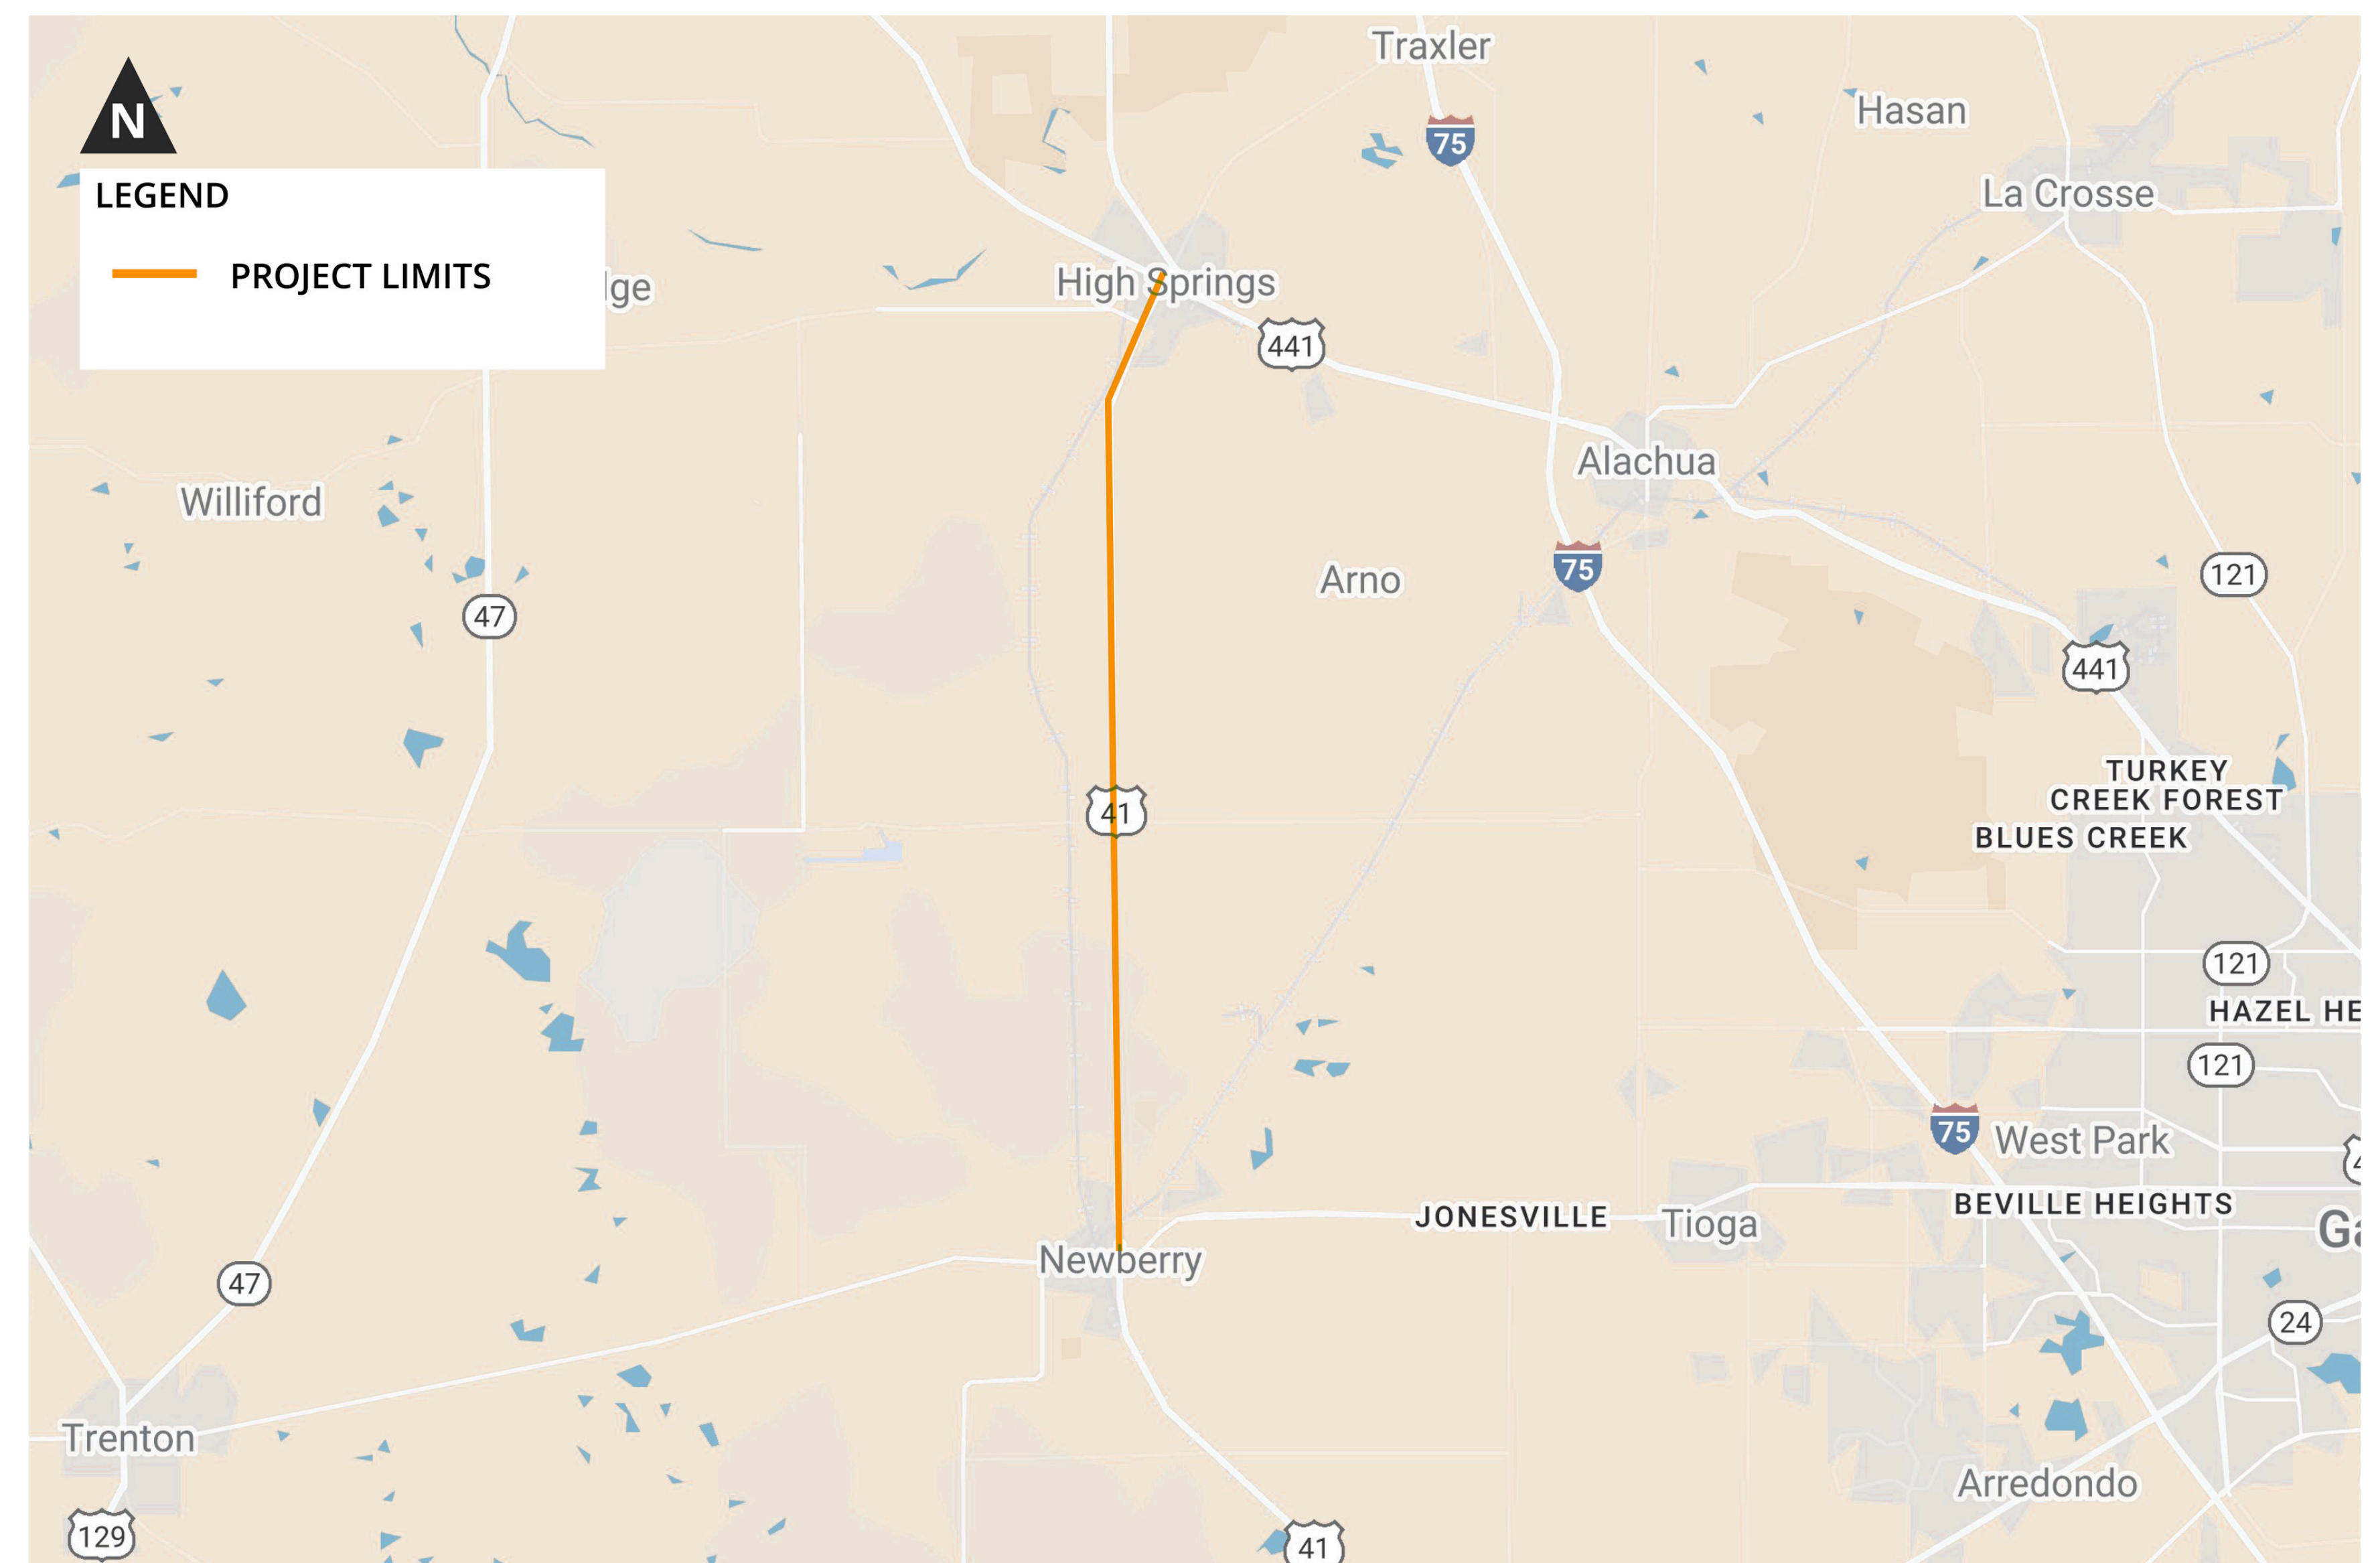 Traxler
N
75
Hasan
LEGEND
La Crosse
PROJECT LIMITS
ge
High Springs
441
Alachua
Williford
75
Arno
121
47
441
TURKEY
CREEK FOREST
41
BLUES CREEK
121
HAZEL HE
121
75
West Park
4
JONESVILLE
Tioga
BEVILLE HEIGHTS
Ga
Newberry
47
24
Trenton
Arredondo
129
41